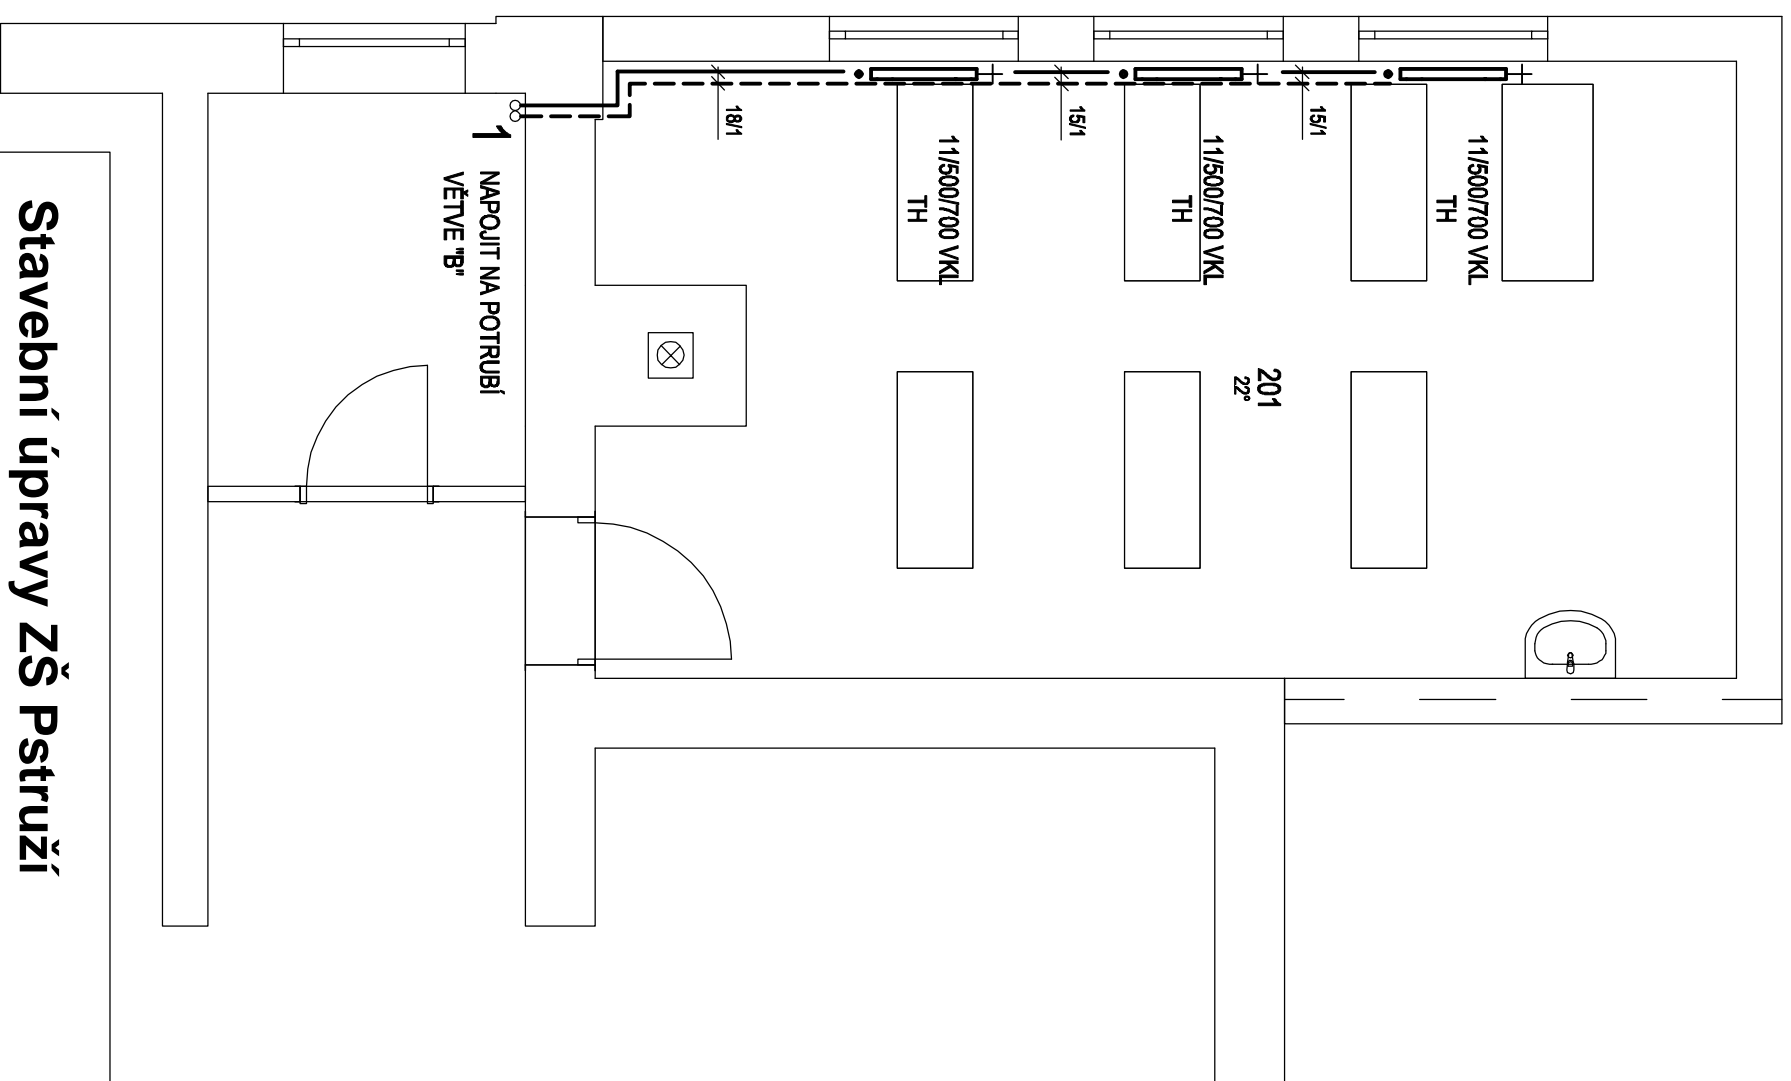 18/1
15/1
15/1
11/500/700 VKL
TH
11/500/700 VKL
TH
11/500/700 VKL
TH
1
NAPOJIT NA POTRUBÍ
VĚTVE "B"
201
22°
Stavební úpravy ZŠ Pstruží